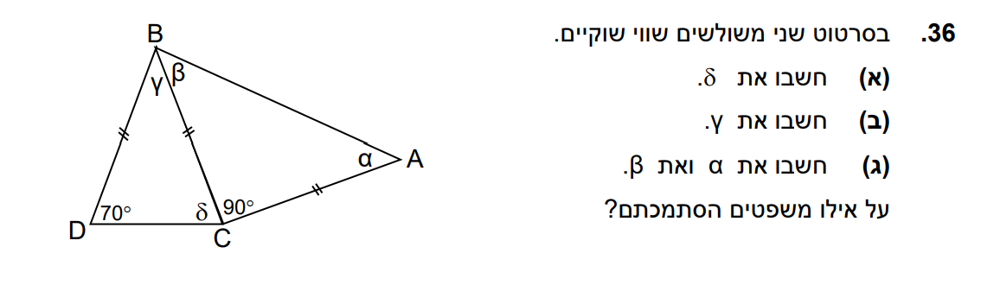 36. בסרטוט שני משולשים שווי שוקיים.
(א) חשבו את δ.
(ב) חשבו את γ.
(ג) חשבו את α ואת β.
על אילו משפטים הסתמכתם?
B
γ β
α A
70° δ 90°
D
C